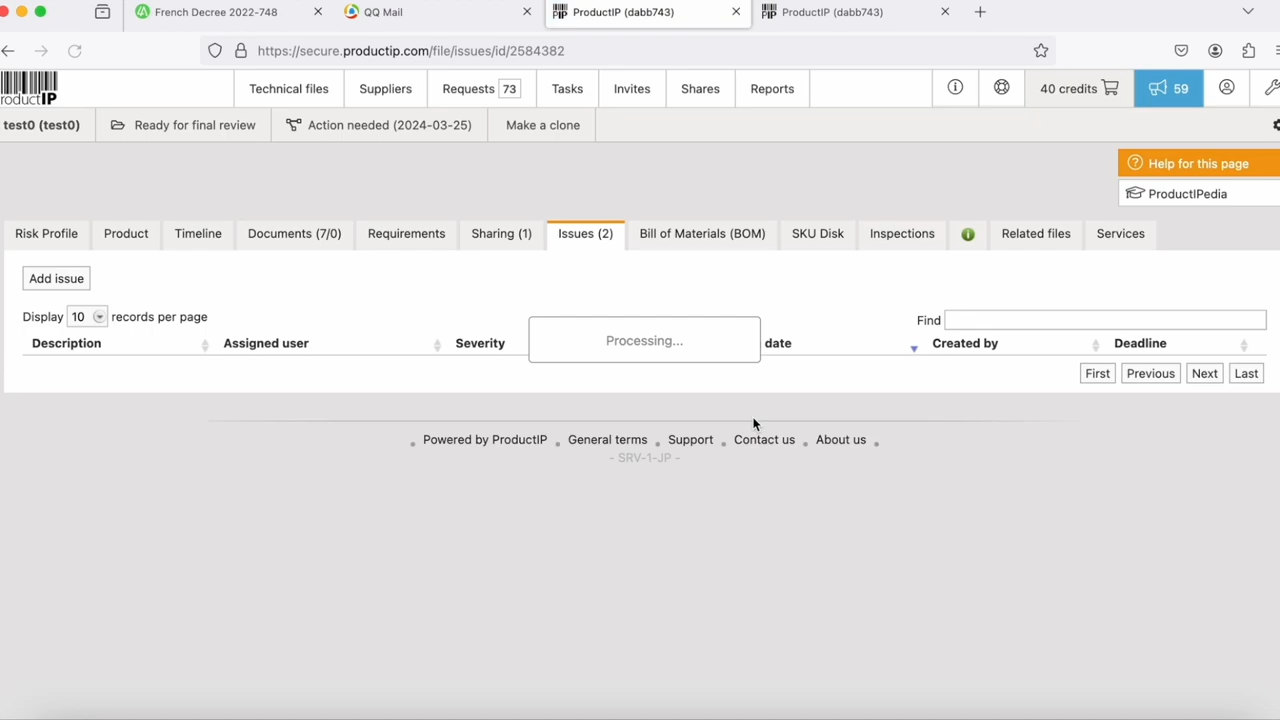 French Decree 2022-748
QQ Mail
ProductIP (dabb743)
ProductIP (dabb743)
https://secure.productip.com/file/issues/id/2584382
roductIP
Technical files
Suppliers
Requests 73
Tasks
Invites
Shares
Reports
40 credits
59
test0 (test0)
Ready for final review
Action needed (2024-03-25)
Make a clone
Help for this page
ProductIPedia
Risk Profile
Product
Timeline
Documents (7/0)
Requirements
Sharing (1)
Issues (2)
Bill of Materials (BOM)
SKU Disk
Inspections
Related files
Services
Add issue
Display 10 records per page
Find
Description
Assigned user
Severity
Processing...
date
Created by
Deadline
First
Previous
Next
Last
Powered by ProductIP
General terms
Support
Contact us
About us
- SRV-1-JP -